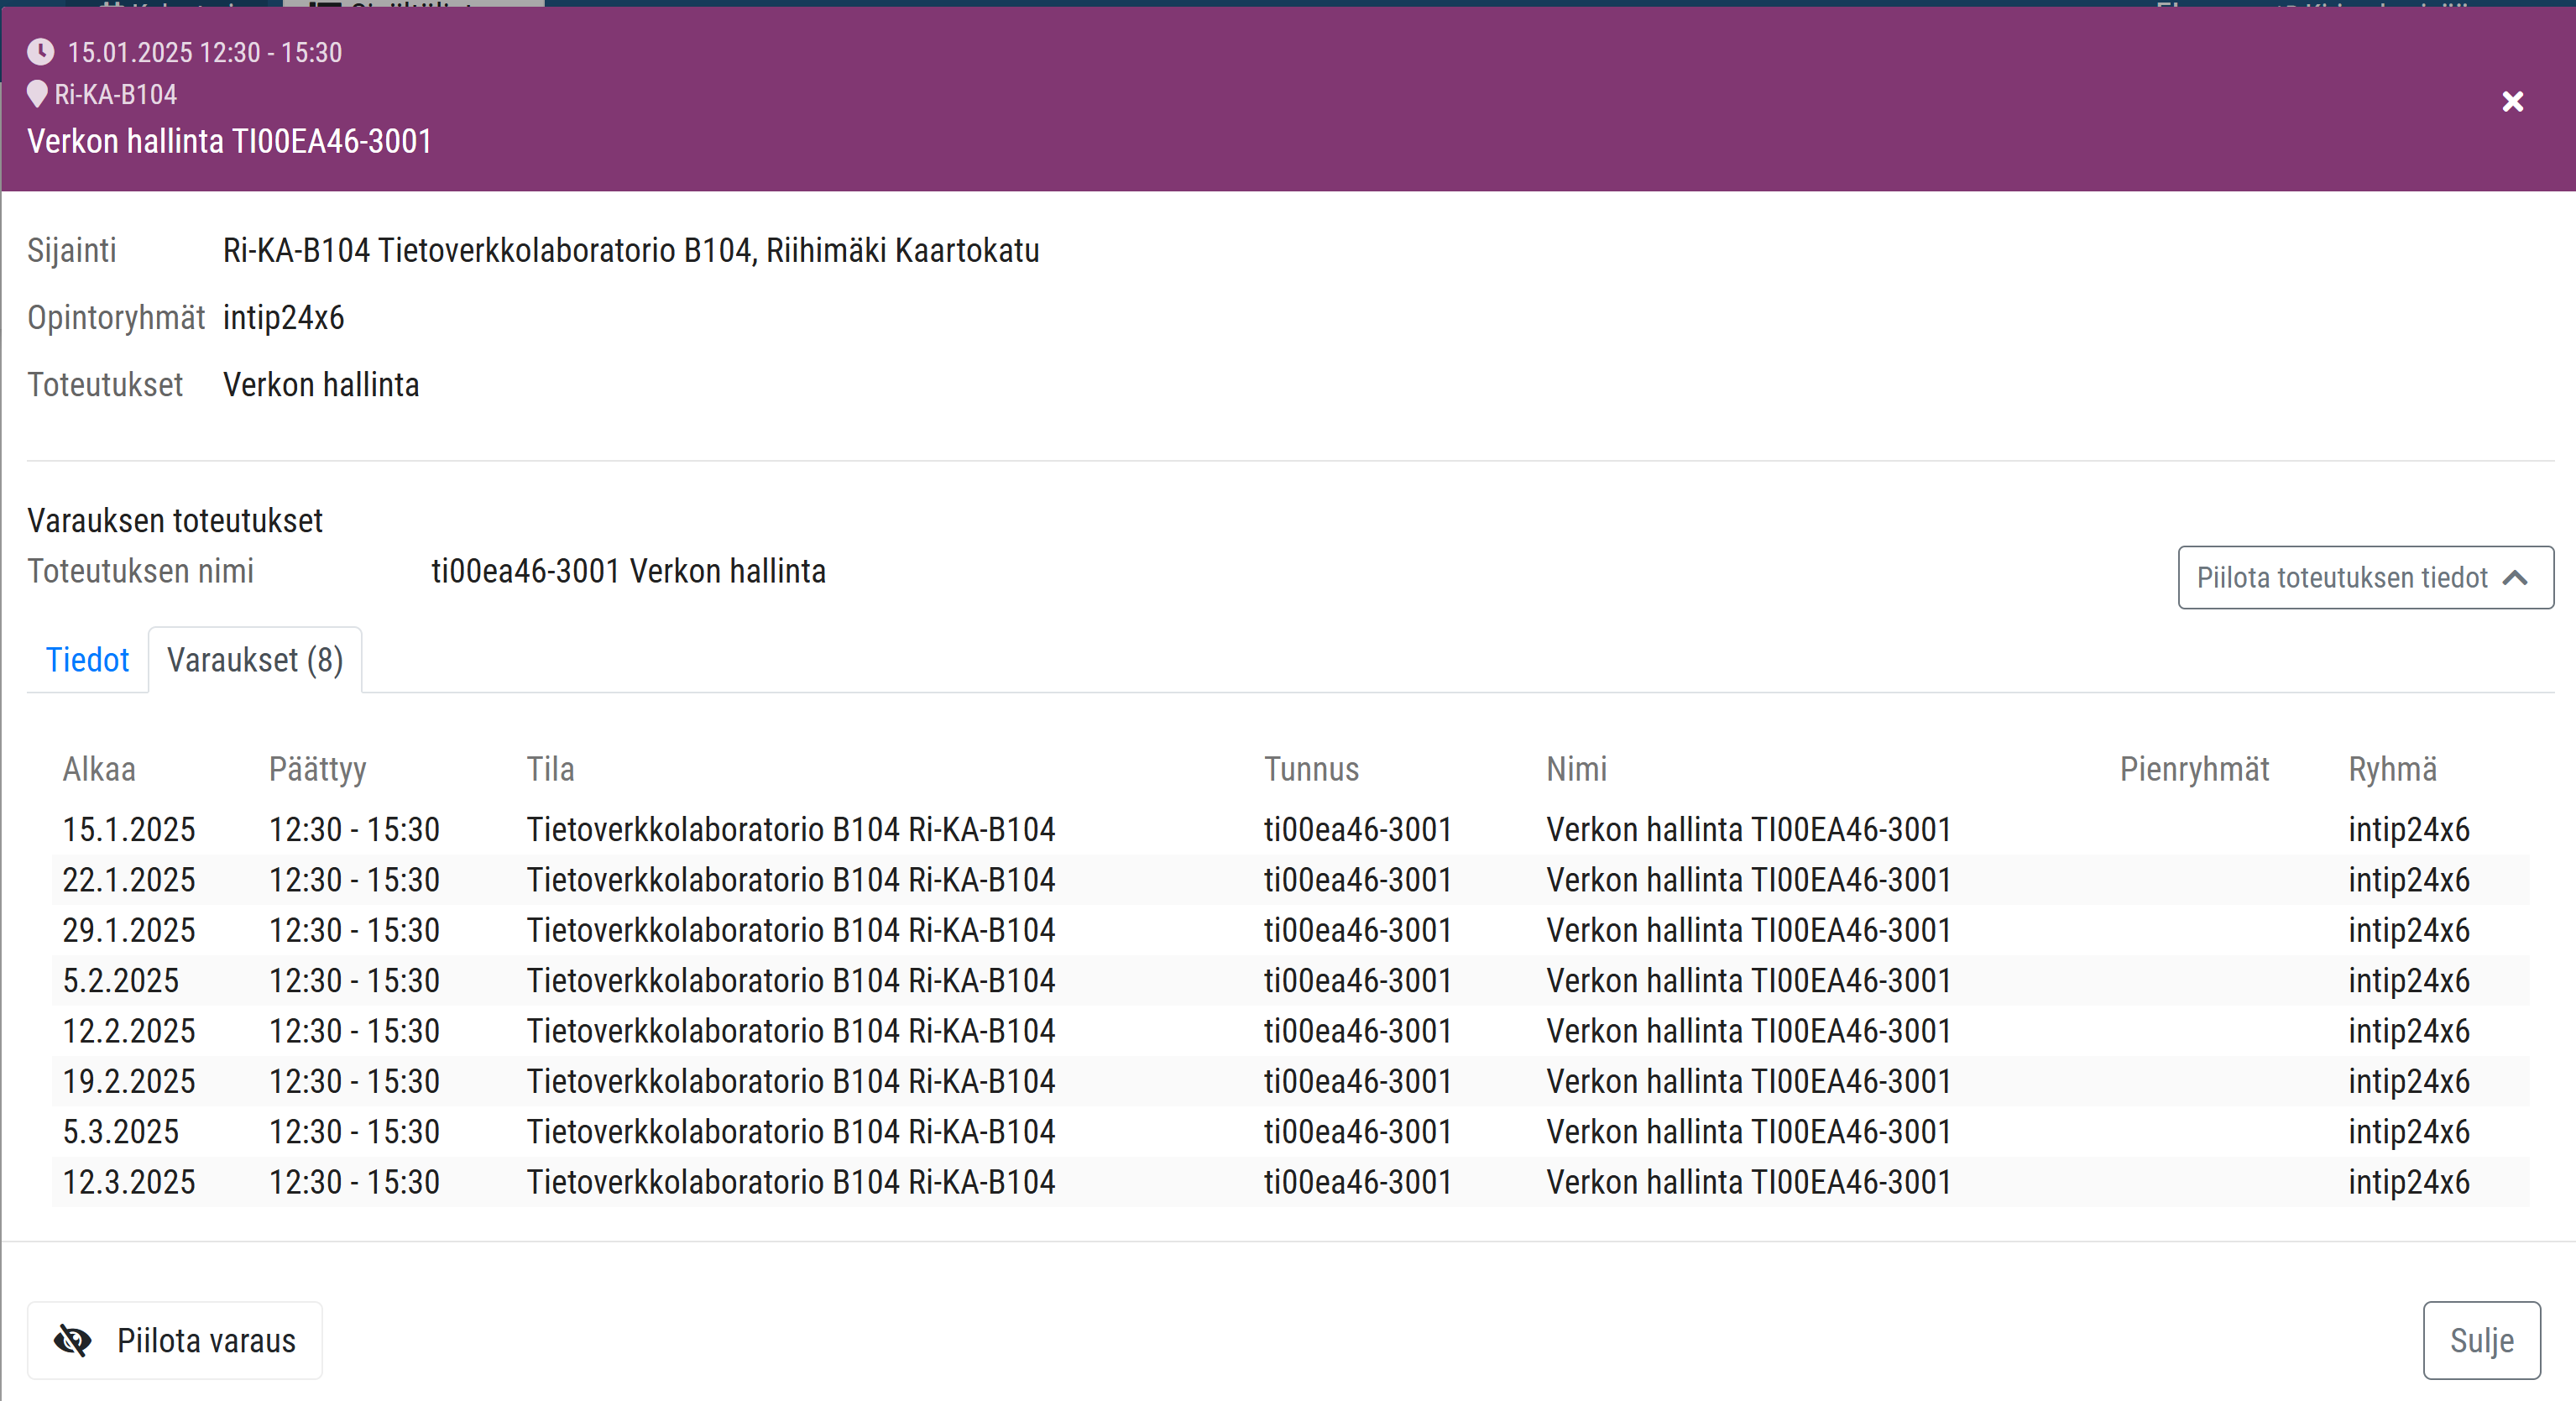 15.01.2025 12:30 - 15:30
Ri-KA-B104
Verkon hallinta TI00EA46-3001
Sijainti Ri-KA-B104 Tietoverkkolaboratorio B104, Riihimäki Kaartokatu
Opintoryhmät intip24x6
Toteutukset Verkon hallinta
Varauksen toteutukset
Toteutuksen nimi ti00ea46-3001 Verkon hallinta
Piilota toteutuksen tiedot
Tiedot Varaukset (8)
Alkaa Päättyy Tila Tunnus Nimi Pienryhmät Ryhmä
15.1.2025 12:30 - 15:30 Tietoverkkolaboratorio B104 Ri-KA-B104 ti00ea46-3001 Verkon hallinta TI00EA46-3001 intip24x6
22.1.2025 12:30 - 15:30 Tietoverkkolaboratorio B104 Ri-KA-B104 ti00ea46-3001 Verkon hallinta TI00EA46-3001 intip24x6
29.1.2025 12:30 - 15:30 Tietoverkkolaboratorio B104 Ri-KA-B104 ti00ea46-3001 Verkon hallinta TI00EA46-3001 intip24x6
5.2.2025 12:30 - 15:30 Tietoverkkolaboratorio B104 Ri-KA-B104 ti00ea46-3001 Verkon hallinta TI00EA46-3001 intip24x6
12.2.2025 12:30 - 15:30 Tietoverkkolaboratorio B104 Ri-KA-B104 ti00ea46-3001 Verkon hallinta TI00EA46-3001 intip24x6
19.2.2025 12:30 - 15:30 Tietoverkkolaboratorio B104 Ri-KA-B104 ti00ea46-3001 Verkon hallinta TI00EA46-3001 intip24x6
5.3.2025 12:30 - 15:30 Tietoverkkolaboratorio B104 Ri-KA-B104 ti00ea46-3001 Verkon hallinta TI00EA46-3001 intip24x6
12.3.2025 12:30 - 15:30 Tietoverkkolaboratorio B104 Ri-KA-B104 ti00ea46-3001 Verkon hallinta TI00EA46-3001 intip24x6
Piilota varaus
Sulje